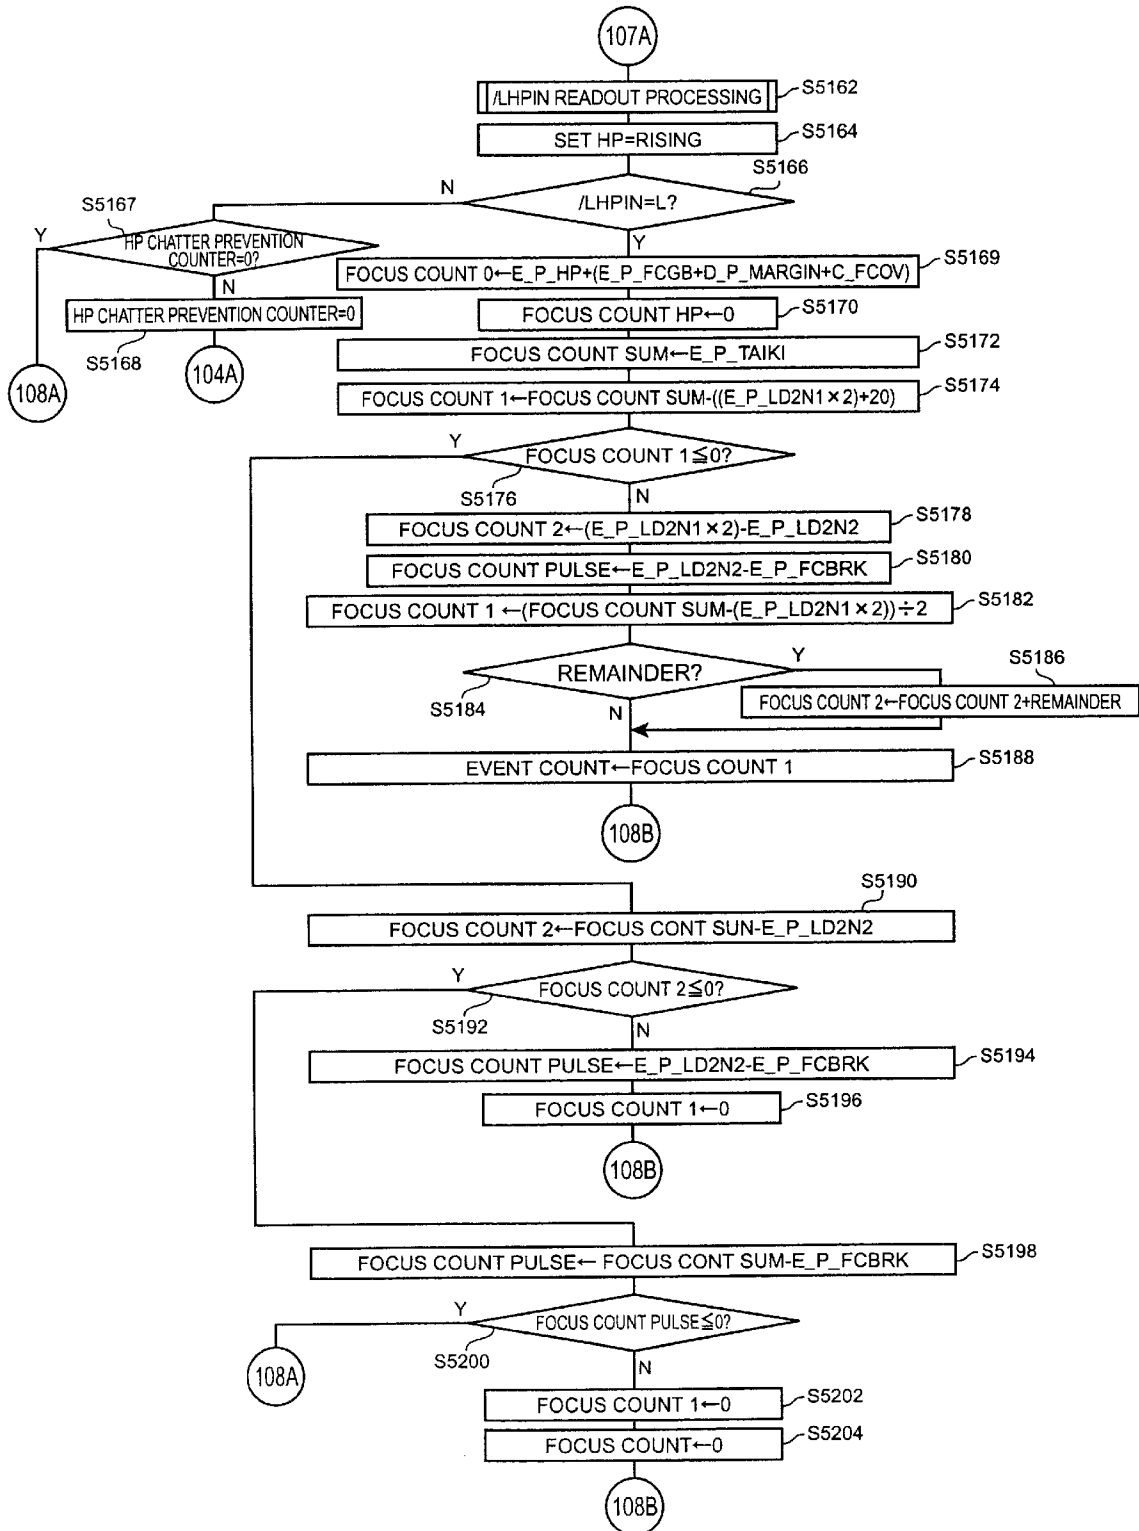 107A
/LHPIN READOUT PROCESSING
S5162
SET HP=RISING
S5164
S5166
/LHPIN=L?
N
Y
S5167
Y
HP CHATTER PREVENTION
COUNTER=0?
N
HP CHATTER PREVENTION COUNTER=0
S5168
108A
104A
FOCUS COUNT 0←E_P_HP+(E_P_FCGB+D_P_MARGIN+C_FCOV)
S5169
FOCUS COUNT HP←0
S5170
FOCUS COUNT SUM←E_P_TAIKI
S5172
FOCUS COUNT 1←FOCUS COUNT SUM-((E_P_LD2N1×2)+20)
S5174
Y
FOCUS COUNT 1≦0?
S5176
N
FOCUS COUNT 2←(E_P_LD2N1×2)-E_P_LD2N2
S5178
FOCUS COUNT PULSE←E_P_LD2N2-E_P_FCBRK
S5180
FOCUS COUNT 1 ←(FOCUS COUNT SUM-(E_P_LD2N1×2))÷2
S5182
REMAINDER?
Y
S5184
N
S5186
FOCUS COUNT 2←FOCUS COUNT 2+REMAINDER
EVENT COUNT←FOCUS COUNT 1
S5188
108B
S5190
FOCUS COUNT 2←FOCUS CONT SUN-E_P_LD2N2
Y
FOCUS COUNT 2≦0?
S5192
N
FOCUS COUNT PULSE←E_P_LD2N2-E_P_FCBRK
S5194
FOCUS COUNT 1←0
S5196
108B
FOCUS COUNT PULSE← FOCUS CONT SUM-E_P_FCBRK
S5198
Y
FOCUS COUNT PULSE≦0?
S5200
N
108A
FOCUS COUNT 1←0
S5202
FOCUS COUNT←0
S5204
108B